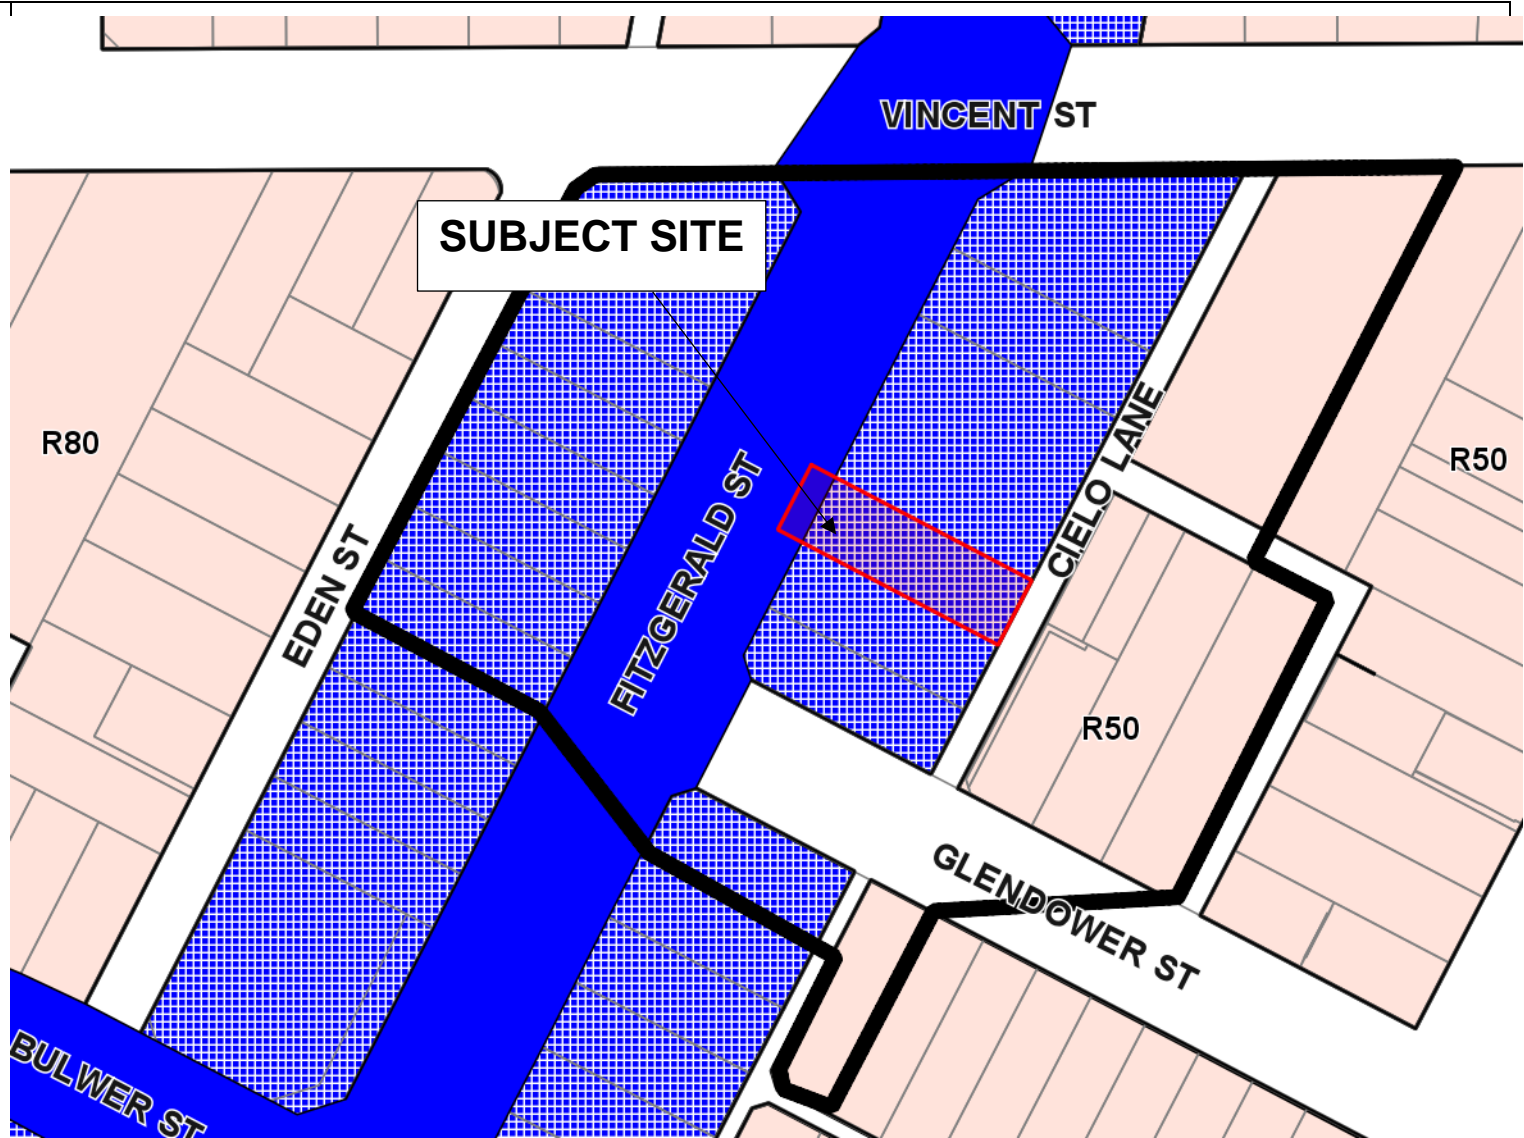 VINCENT ST
SUBJECT SITE
R80
R50
CIELO LANE
FITZGERALD ST
EDEN ST
R50
GLENDOWER ST
BULWER ST